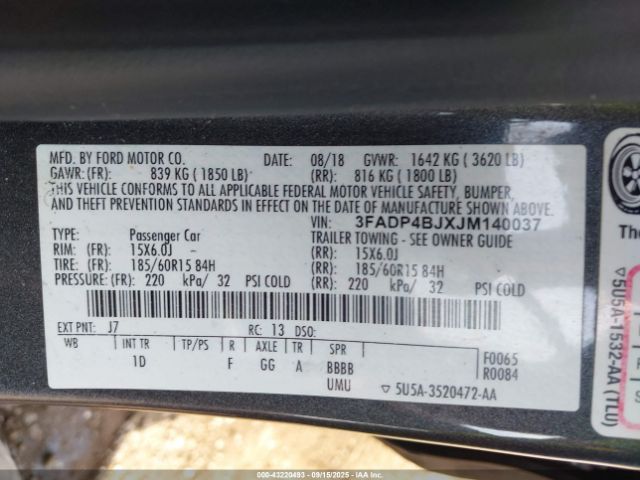 MFD. BY FORD MOTOR CO. DATE: 08/18 GVWR: 1642 KG ( 3620 LB)
GAWR: (FR): 839 KG ( 1850 LB) (RR): 816 KG ( 1800 LB)
THIS VEHICLE CONFORMS TO ALL APPLICABLE FEDERAL MOTOR VEHICLE SAFETY, BUMPER,
AND THEFT PREVENTION STANDARDS IN EFFECT ON THE DATE OF MANUFACTURE SHOWN ABOVE.
VIN: 3FADP4BJXJM140037
TYPE: Passenger Car TRAILER TOWING - SEE OWNER GUIDE
RIM: (FR) 15X6.0J (RR): 15X6.0J
TIRE: (FR) 185/60R15 84H (RR): 185/60R15 84H
PRESSURE: (FR) 220 kPa/ 32 PSI COLD (RR): 220 kPa/ 32 PSI COLD
EXT PNT: J7 RC: 13 DSO:
WB INT TR TP/PS R AXLE TR SPR
1D F GG A BBBB F0065
UMU R0084
▽ 5U5A-3520472-AA
▽ 5U5A-1532-AA (TLU)
000-43220493 09/15/2025 IAAI.CA